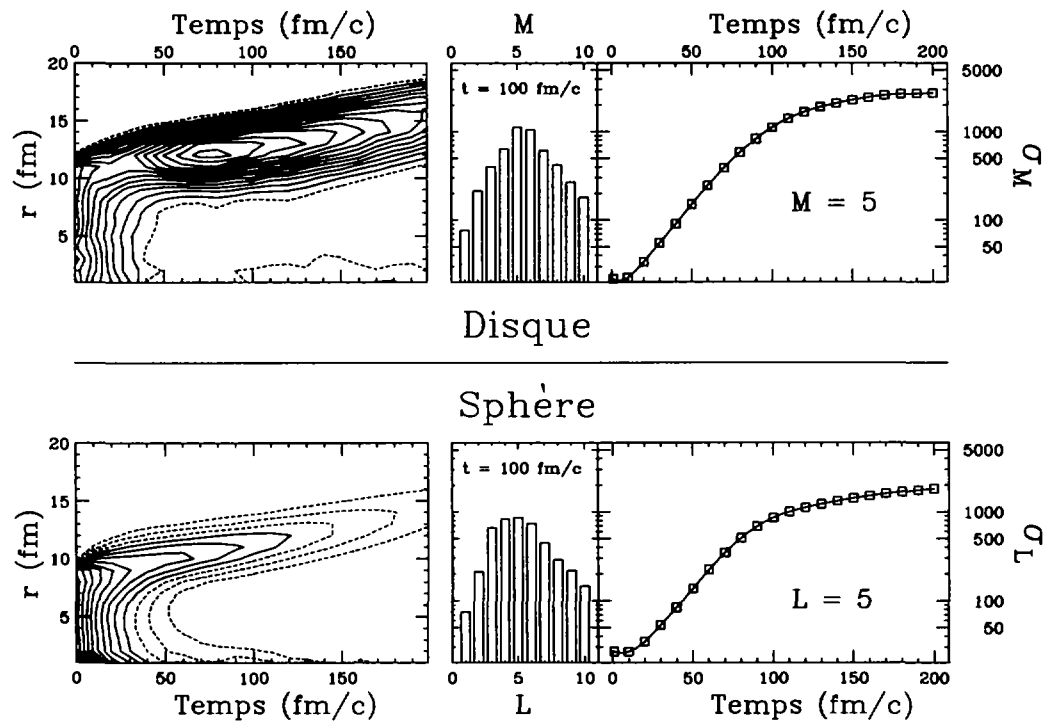 Temps (fm/c) M Temps (fm/c)
0 50 100 150 0 5 10 0 50 100 150 200
20
15
10
5
r (fm)
t = 100 fm/c
M = 5
5000
1000
500
100
50
σM
Disque
Sphère
20
15
10
5
r (fm)
t = 100 fm/c
L = 5
5000
1000
500
100
50
σL
0 50 100 150 0 5 10 0 50 100 150 200
Temps (fm/c) L Temps (fm/c)